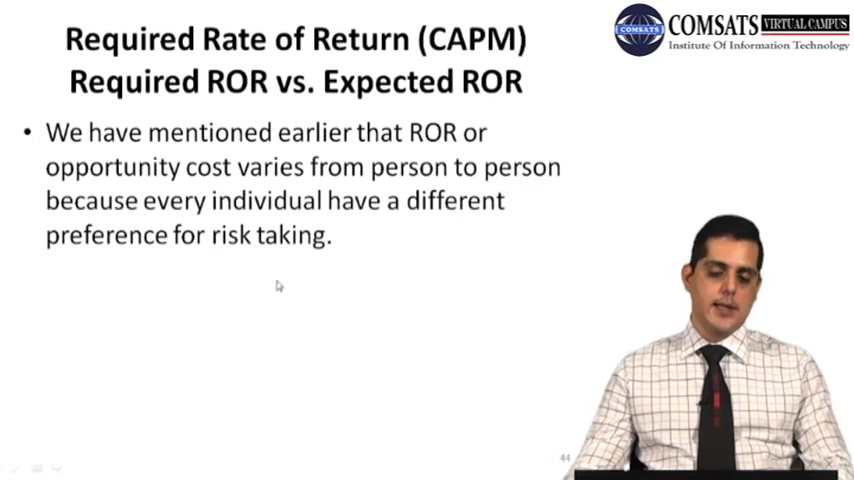 Required Rate of Return (CAPM)
Required ROR vs. Expected ROR
COMSATS VIRTUAL CAMPUS
Institute Of Information Technology
COMSATS
• We have mentioned earlier that ROR or
opportunity cost varies from person to person
because every individual have a different
preference for risk taking.
44